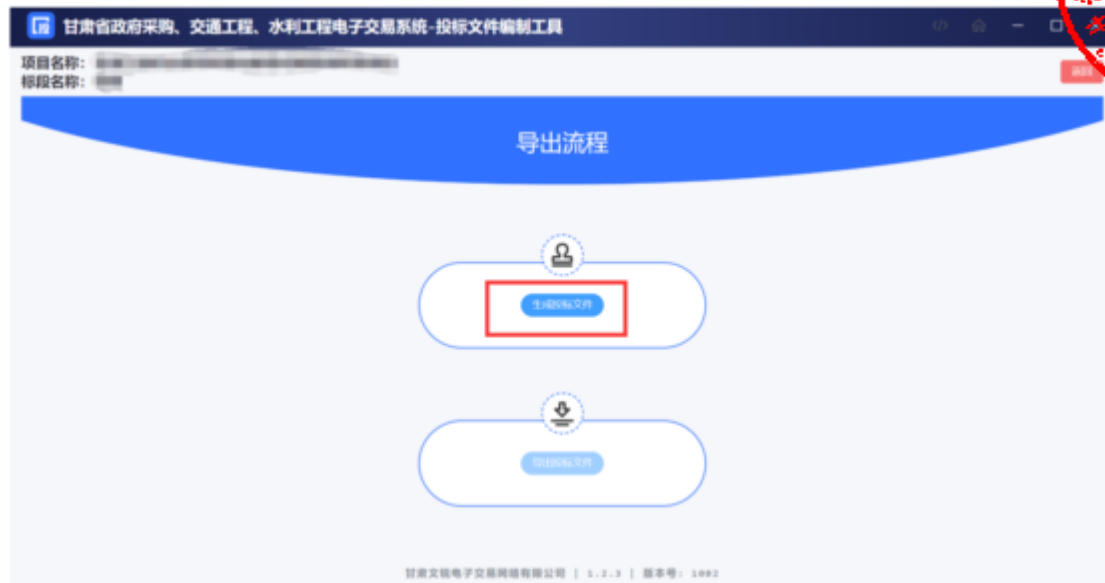 甘肃省政府采购、交通工程、水利工程电子交易系统-投标文件编制工具
项目名称：
标段名称：
返回
导出流程
生成投标文件
导出投标文件
甘肃文锐电子交易网络有限公司 | 1.2.3 | 版本号: 1002